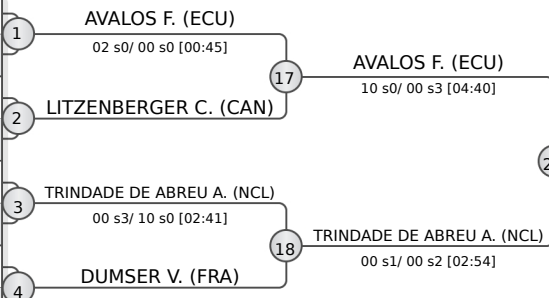 AVALOS F. (ECU)
1
02 s0/ 00 s0 [00:45]
17
AVALOS F. (ECU)
10 s0/ 00 s3 [04:40]
2
LITZENBERGER C. (CAN)
3
TRINDADE DE ABREU A. (NCL)
00 s3/ 10 s0 [02:41]
18
TRINDADE DE ABREU A. (NCL)
00 s1/ 00 s2 [02:54]
4
DUMSER V. (FRA)